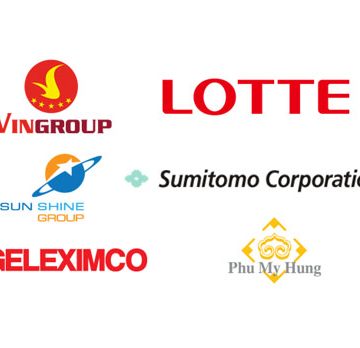 VINGROUP
LOTTE
SUN SHINE
GROUP
Sumitomo Corporatio
GELEXIMCO
Phu My Hung